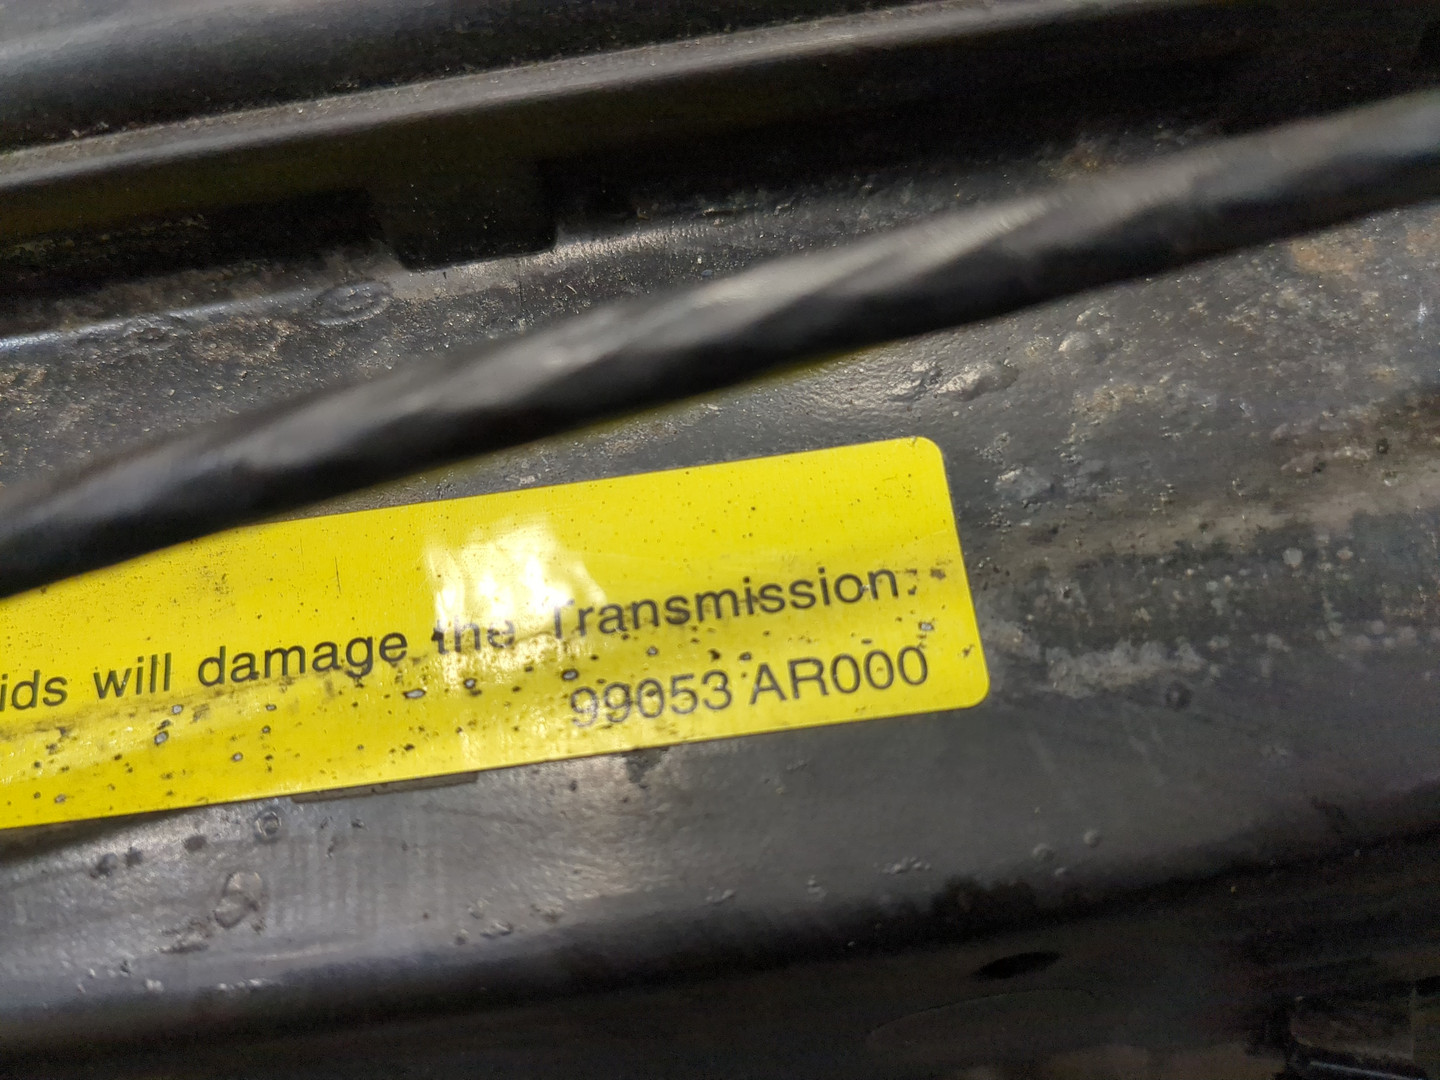 ids will damage the Transmission.
99053 AR000